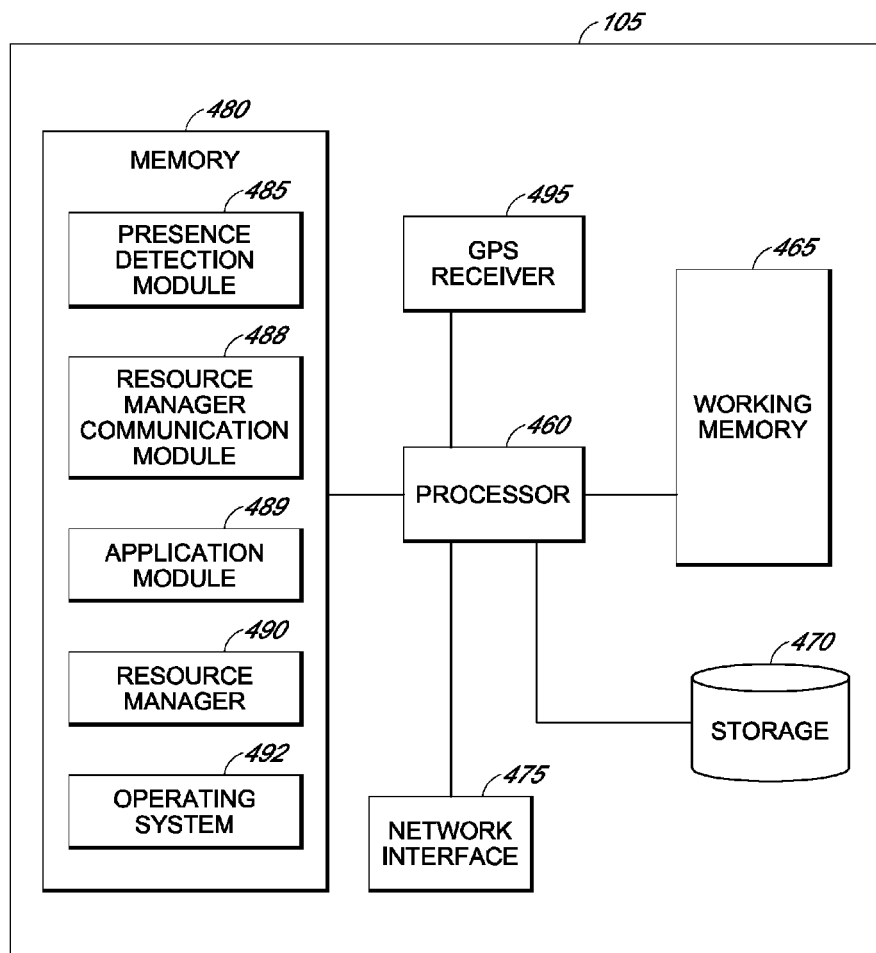 105
480
MEMORY
485
PRESENCE
DETECTION
MODULE
488
RESOURCE
MANAGER
COMMUNICATION
MODULE
489
APPLICATION
MODULE
490
RESOURCE
MANAGER
492
OPERATING
SYSTEM
495
GPS
RECEIVER
460
PROCESSOR
475
NETWORK
INTERFACE
465
WORKING
MEMORY
470
STORAGE